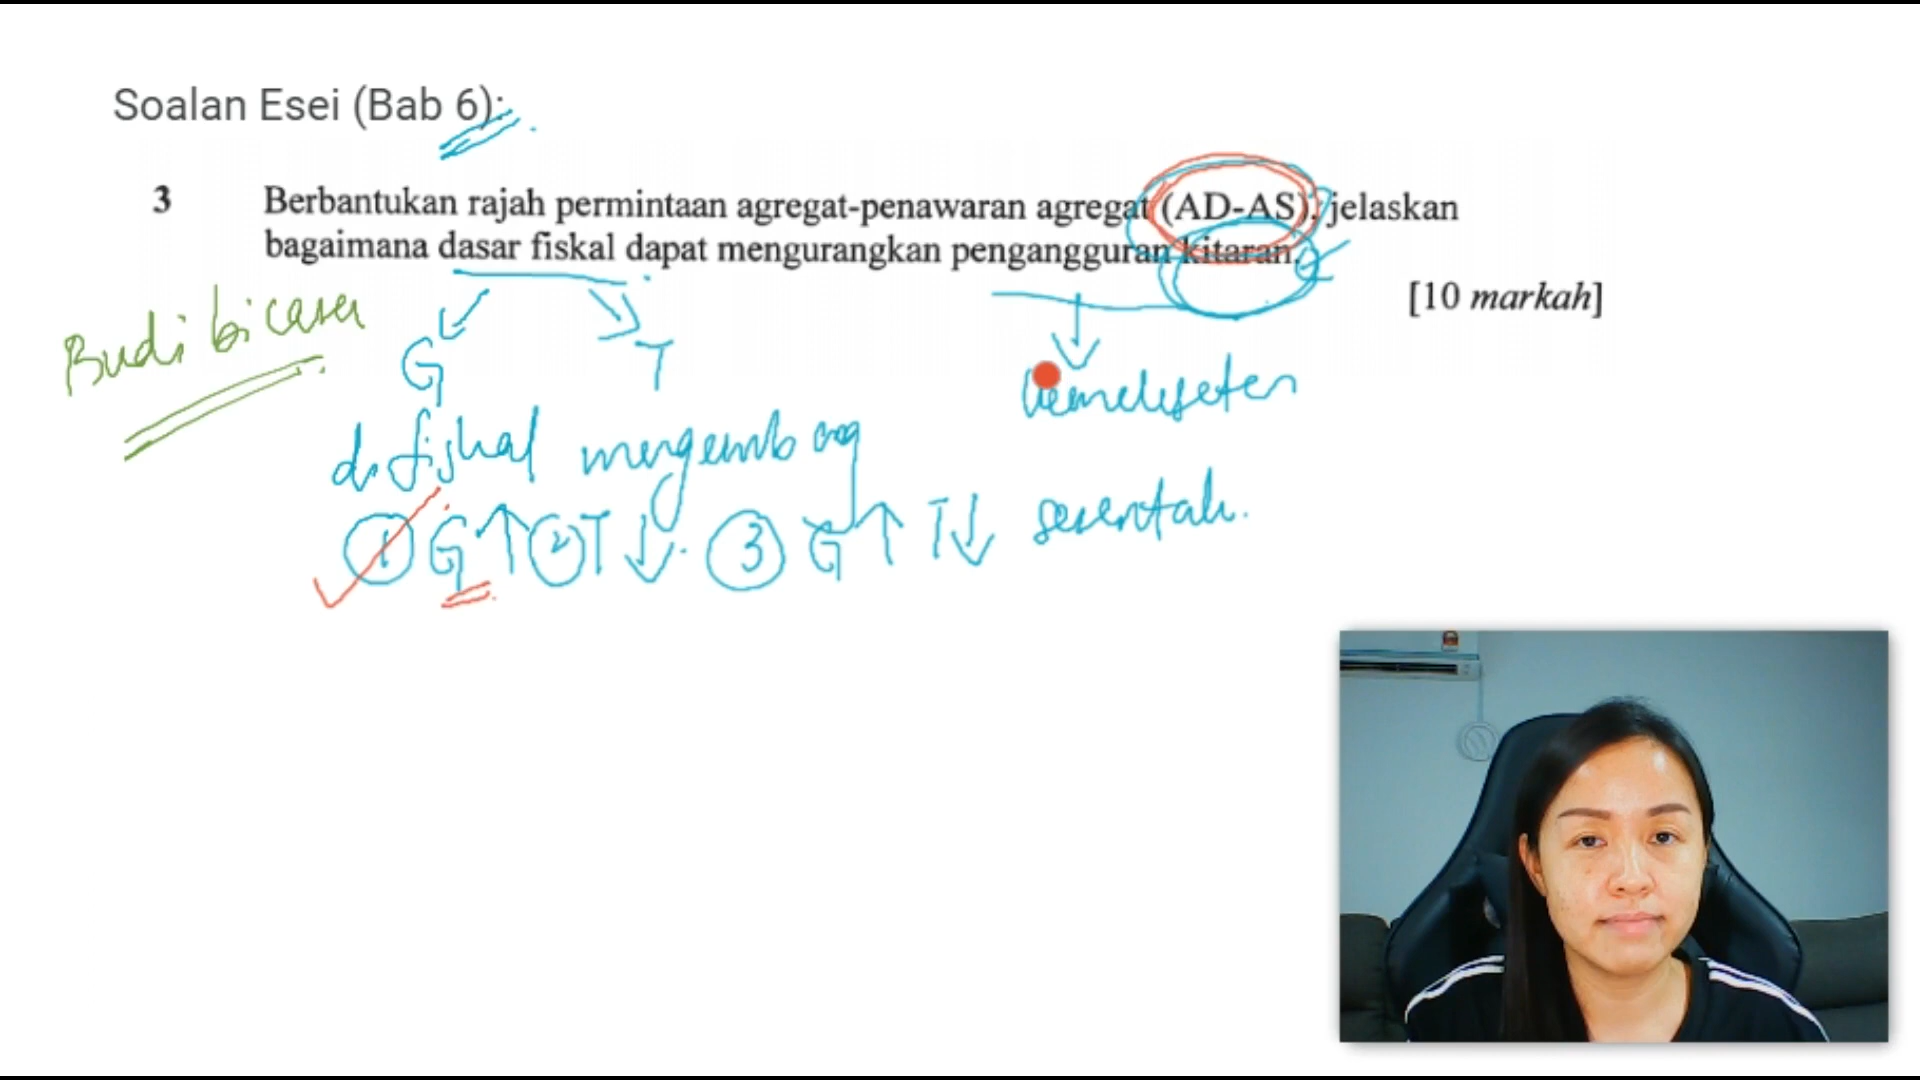 Soalan Esei (Bab 6):
3 Berbantukan rajah permintaan agregat-penawaran agregat (AD-AS), jelaskan
bagaimana dasar fiskal dapat mengurangkan pengangguran kitaran.
[10 markah]
Budi bicara
G T
kemelesetan
d. fiskal mengembang
① G↑ ② T↓. ③ G↑ T↓ serentak.